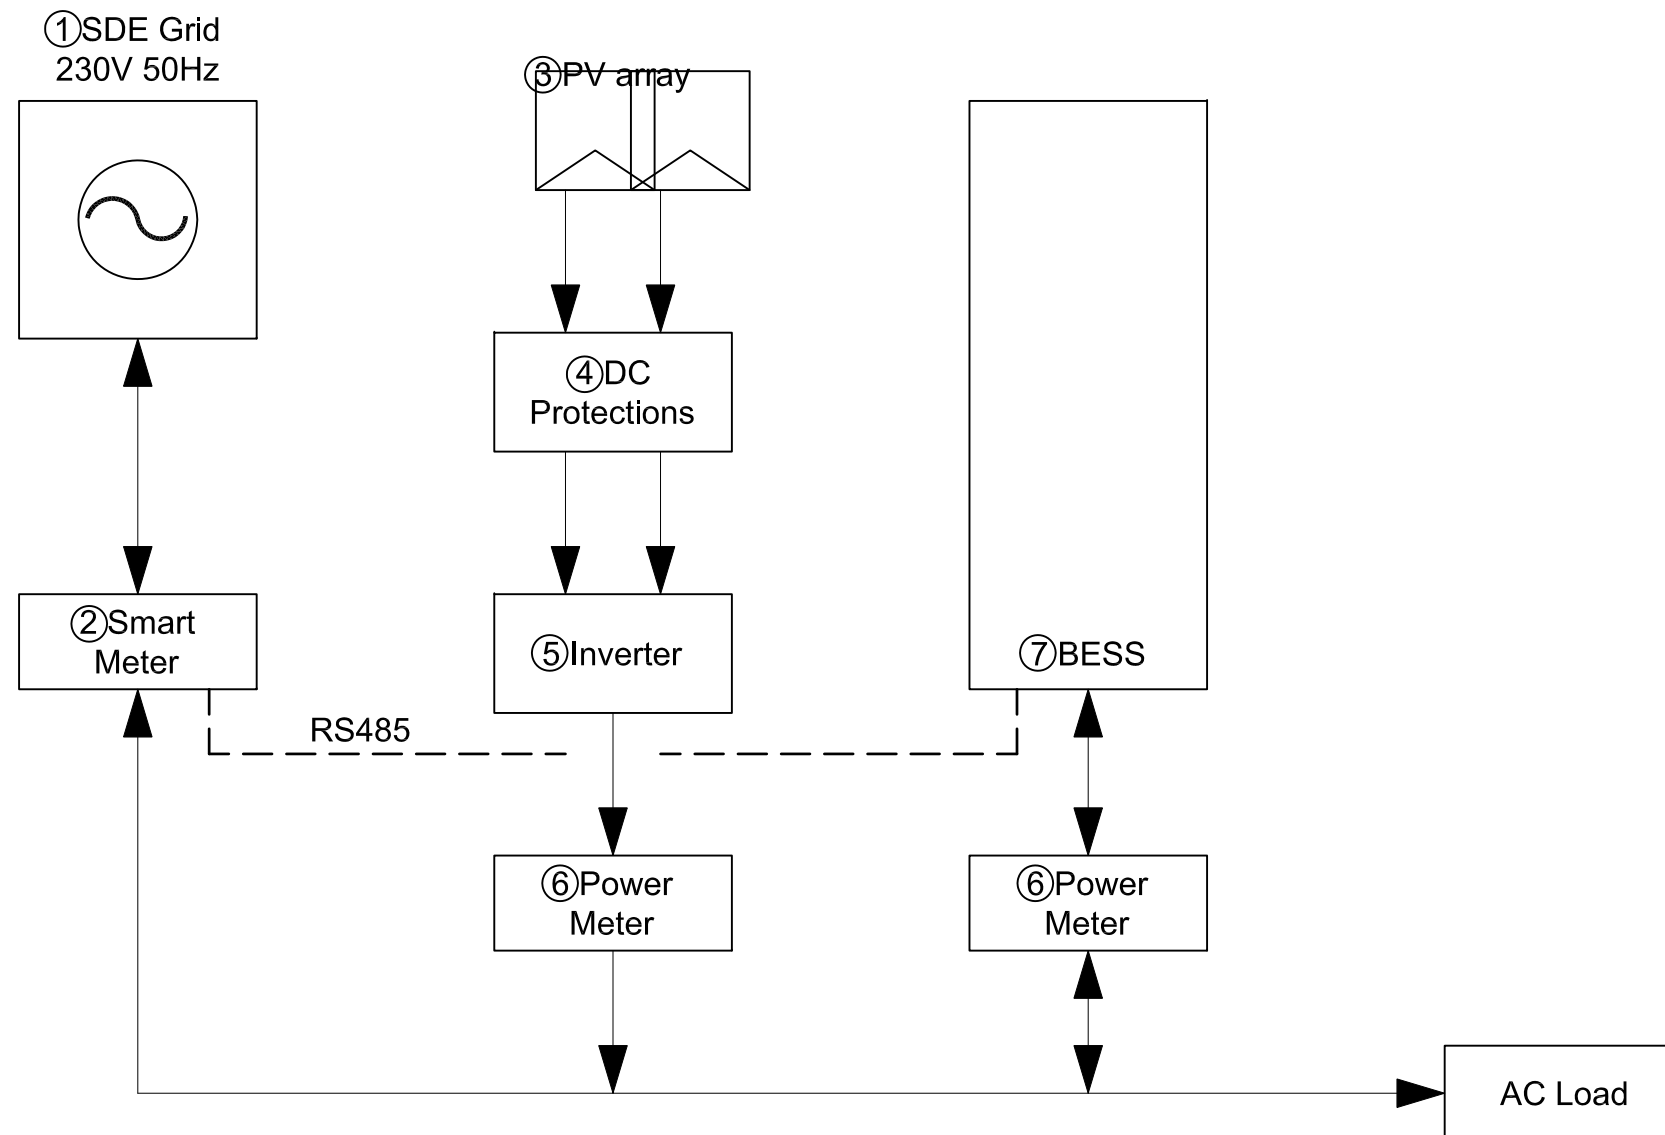 ①SDE Grid
230V 50Hz
③PV array
④DC
Protections
②Smart
Meter
⑤Inverter
⑦BESS
RS485
⑥Power
Meter
⑥Power
Meter
AC Load